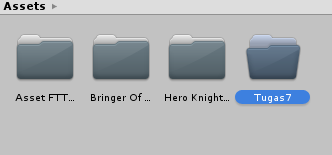 Assets
Asset FTT...
Bringer Of ...
Hero Knight...
Tugas7